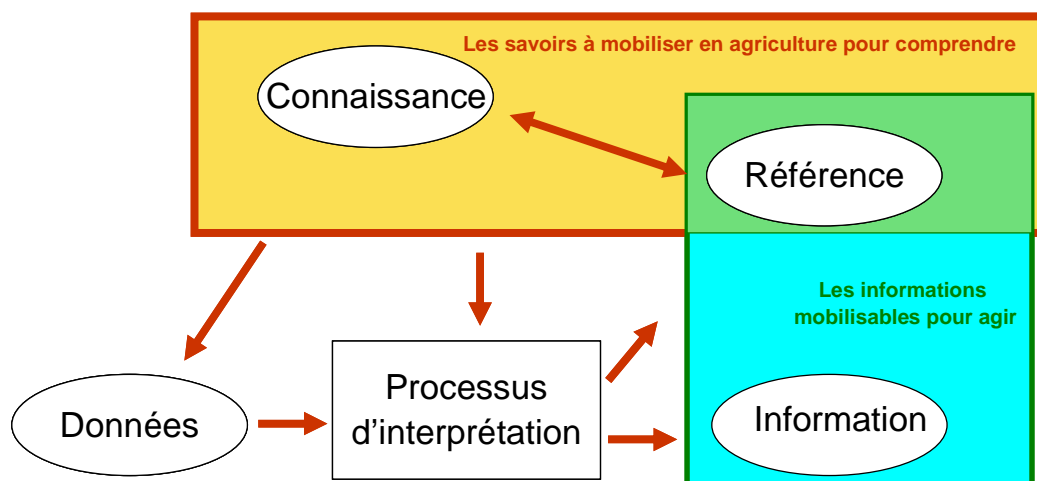 Les savoirs à mobiliser en agriculture pour comprendre
Connaissance
Référence
Les informations
mobilisables pour agir
Processus
d’interprétation
Données
Information